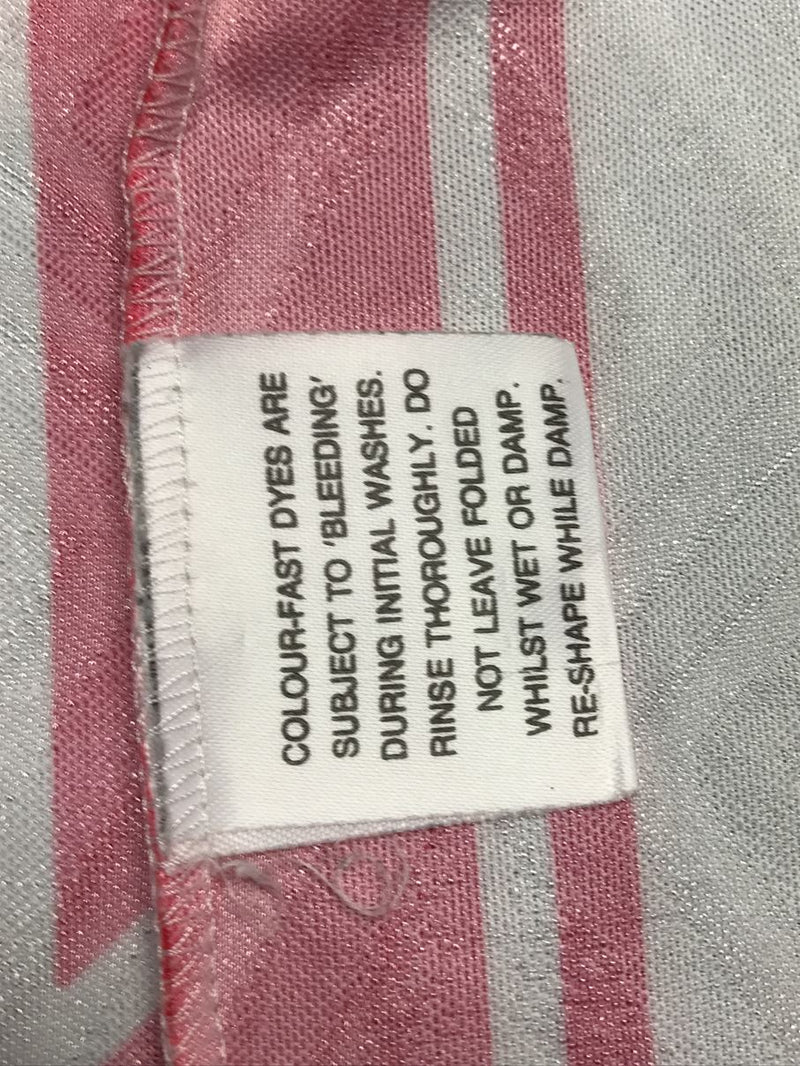 COLOUR-FAST DYES ARE
SUBJECT TO 'BLEEDING'
DURING INITIAL WASHES.
RINSE THOROUGHLY. DO
NOT LEAVE FOLDED
WHILST WET OR DAMP.
RE-SHAPE WHILE DAMP.